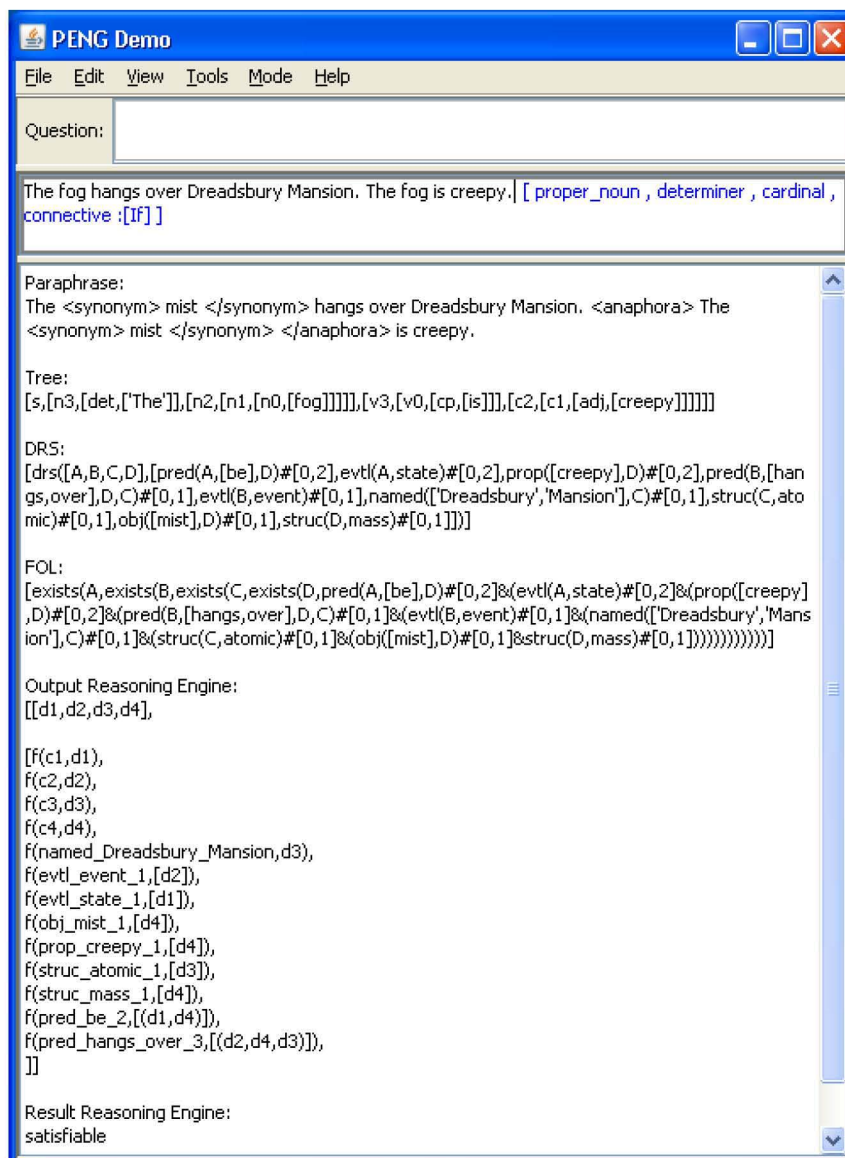 PENG Demo
File Edit View Tools Mode Help
Question:
The fog hangs over Dreadsbury Mansion. The fog is creepy. [ proper_noun , determiner , cardinal ,
connective :[If] ]
Paraphrase:
The <synonym> mist </synonym> hangs over Dreadsbury Mansion. <anaphora> The
<synonym> mist </synonym> </anaphora> is creepy.
Tree:
[s,[n3,[det,['The']],[n2,[n1,[n0,[fog]]]]],[v3,[v0,[cp,[is]]],[c2,[c1,[adj,[creepy]]]]]]
DRS:
[drs([A,B,C,D],[pred(A,[be],D)#[0,2],evtl(A,state)#[0,2],prop([creepy],D)#[0,2],pred(B,[han
gs,over],D,C)#[0,1],evtl(B,event)#[0,1],named(['Dreadsbury','Mansion'],C)#[0,1],struc(C,ato
mic)#[0,1],obj([mist],D)#[0,1],struc(D,mass)#[0,1]])]
FOL:
[exists(A,exists(B,exists(C,exists(D,pred(A,[be],D)#[0,2]&(evtl(A,state)#[0,2]&(prop([creepy]
,D)#[0,2]&(pred(B,[hangs,over],D,C)#[0,1]&(evtl(B,event)#[0,1]&(named(['Dreadsbury','Mans
ion'],C)#[0,1]&(struc(C,atomic)#[0,1]&(obj([mist],D)#[0,1]&struc(D,mass)#[0,1])))))))))))]
Output Reasoning Engine:
[[d1,d2,d3,d4],
[f(c1,d1),
f(c2,d2),
f(c3,d3),
f(c4,d4),
f(named_Dreadsbury_Mansion,d3),
f(evtl_event_1,[d2]),
f(evtl_state_1,[d1]),
f(obj_mist_1,[d4]),
f(prop_creepy_1,[d4]),
f(struc_atomic_1,[d3]),
f(struc_mass_1,[d4]),
f(pred_be_2,[(d1,d4)]),
f(pred_hangs_over_3,[(d2,d4,d3)]),
]]
Result Reasoning Engine:
satisfiable